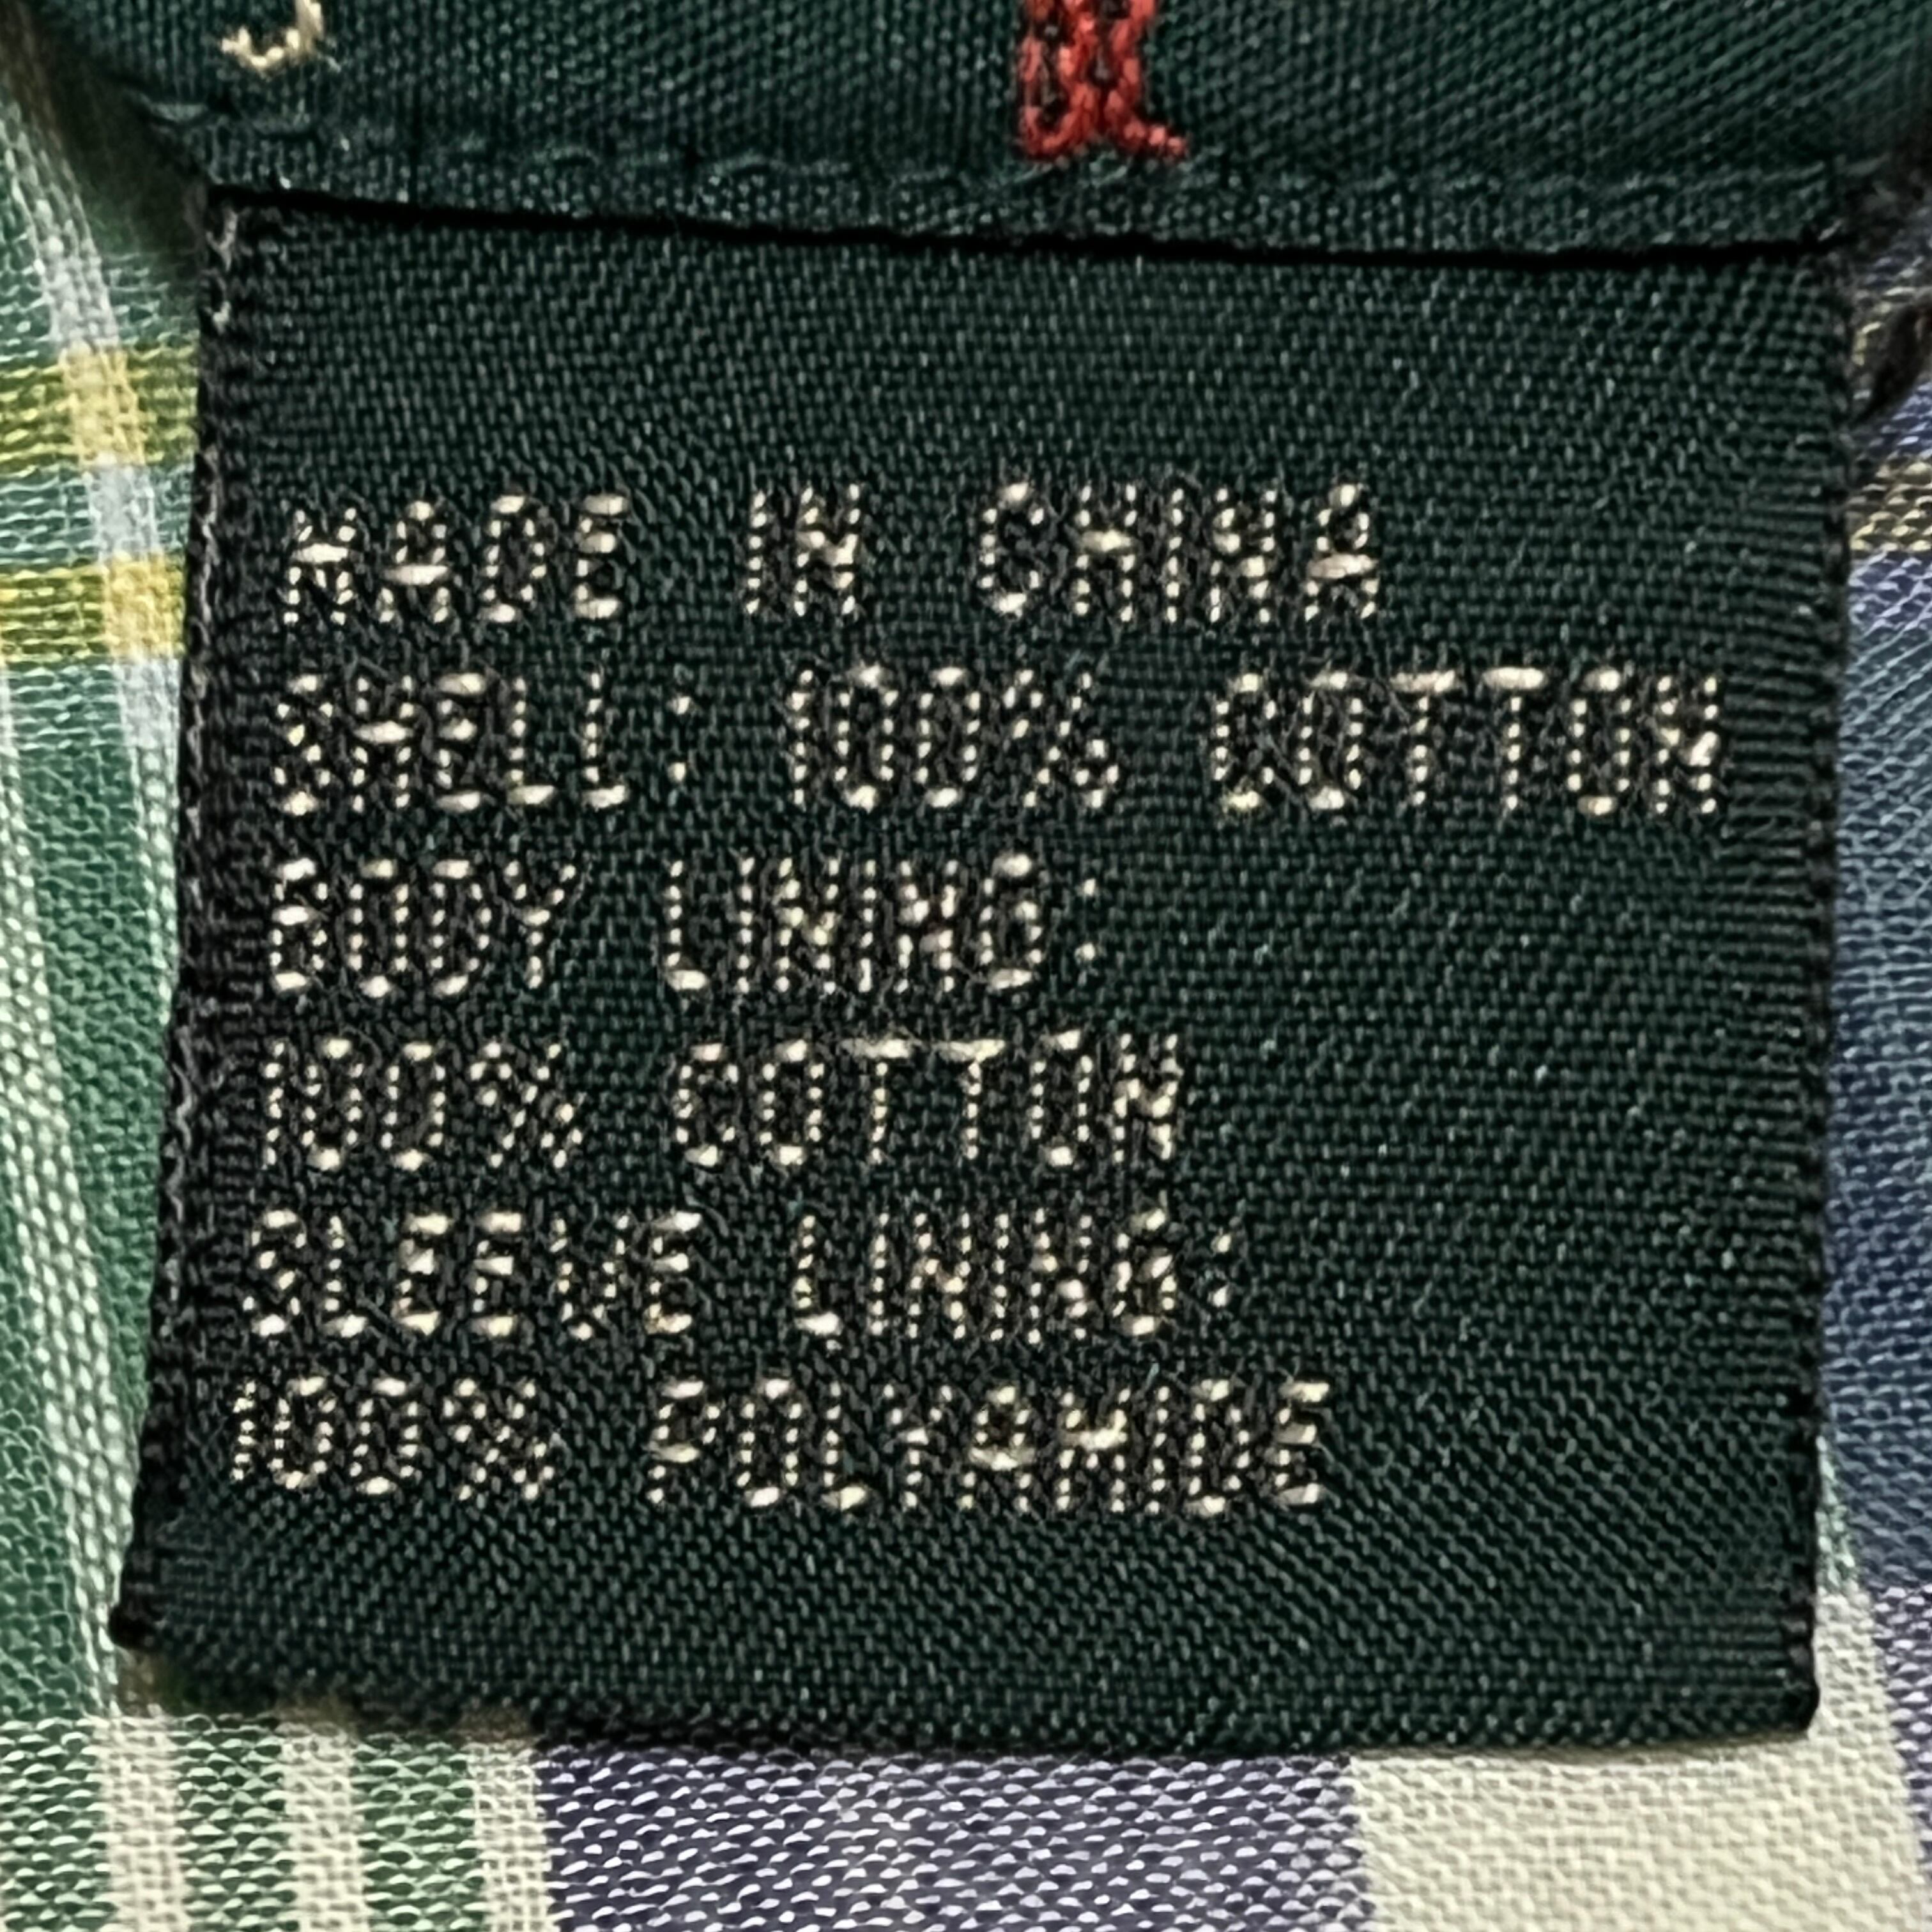 MADE IN CHINA
SHELL: 100% COTTON
BODY LINING:
100% COTTON
SLEEVE LINING:
100% POLYAMIDE